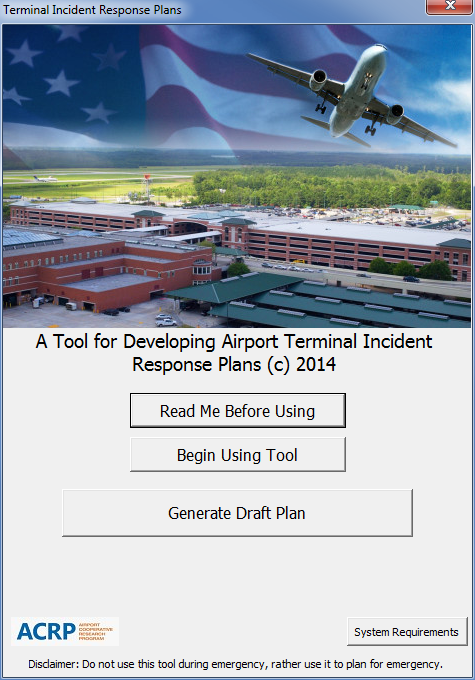 Terminal Incident Response Plans
A Tool for Developing Airport Terminal Incident
Response Plans (c) 2014
Read Me Before Using
Begin Using Tool
Generate Draft Plan
ACRP
AIRPORT
COOPERATIVE
RESEARCH
PROGRAM
System Requirements
Disclaimer: Do not use this tool during emergency, rather use it to plan for emergency.